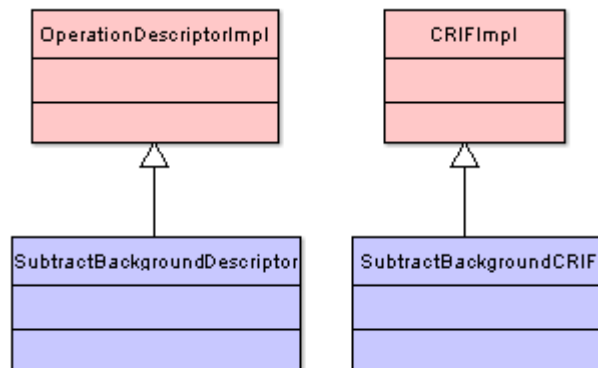 OperationDescriptorImpl
CRIFImpl
SubtractBackgroundDescriptor
SubtractBackgroundCRIF